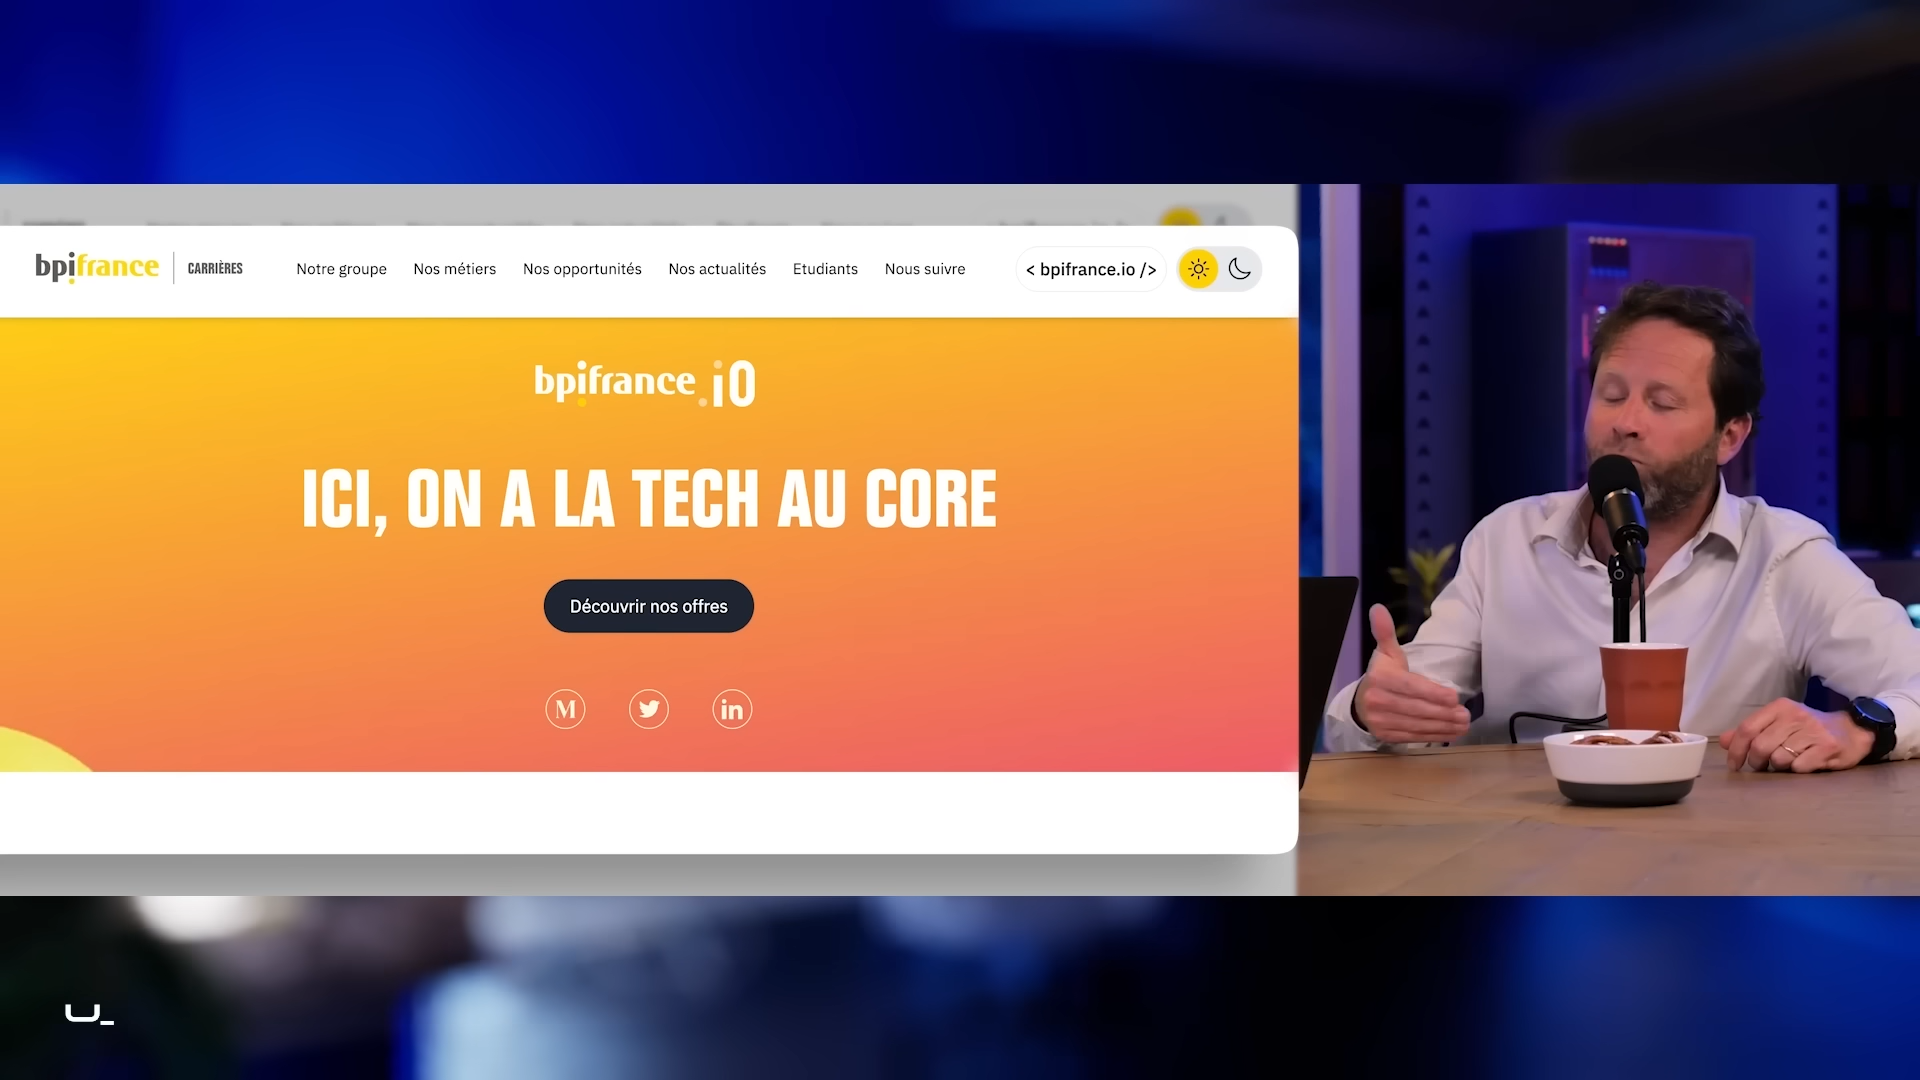 bpifrance CARRIÈRES Notre groupe Nos métiers Nos opportunités Nos actualités Etudiants Nous suivre < bpifrance.io />
bpifrance .iO
ICI, ON A LA TECH AU CORE
Découvrir nos offres
M in